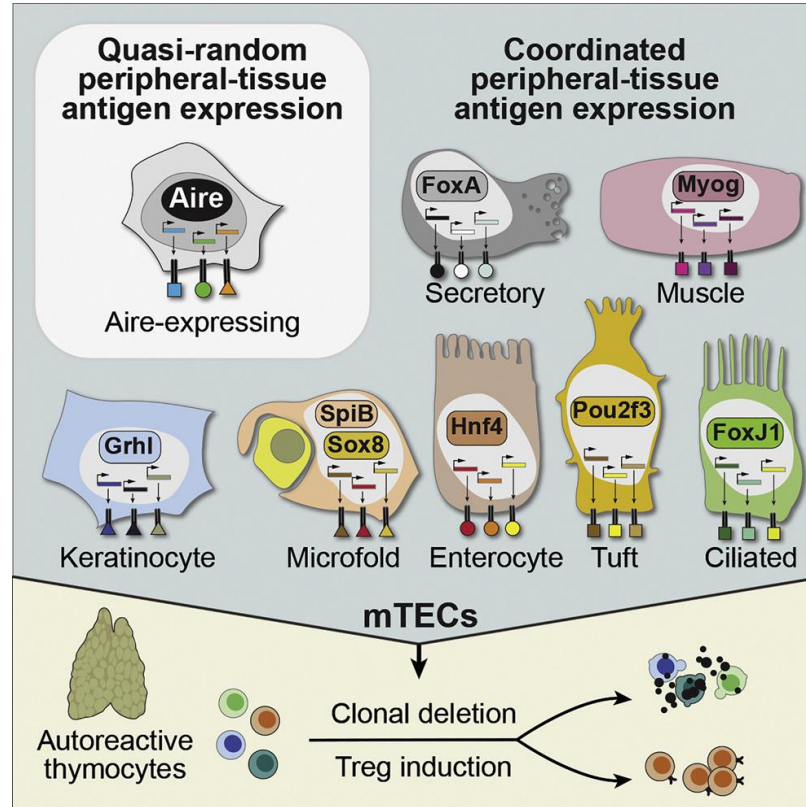 Quasi-random
peripheral-tissue
antigen expression
Aire
Aire-expressing
Coordinated
peripheral-tissue
antigen expression
FoxA
Secretory
Myog
Muscle
Grhl
Keratinocyte
SpiB
Sox8
Microfold
Hnf4
Enterocyte
Pou2f3
Tuft
FoxJ1
Ciliated
mTECs
Autoreactive
thymocytes
Clonal deletion
Treg induction